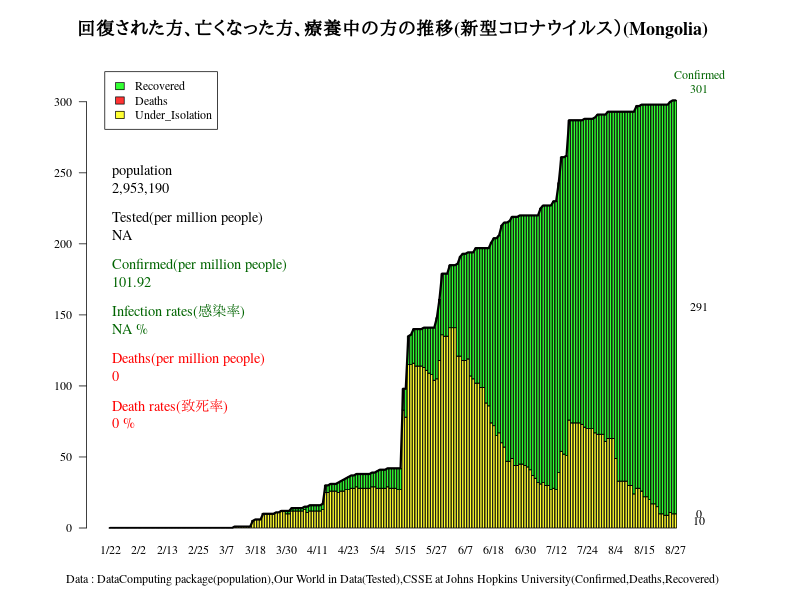 回復された方、亡くなった方、療養中の方の推移(新型コロナウイルス）(Mongolia)
Confirmed
301
Recovered
Deaths
Under_Isolation
population
2,953,190
Tested(per million people)
NA
Confirmed(per million people)
101.92
Infection rates(感染率)
NA %
Deaths(per million people)
0
Death rates(致死率)
0 %
300
250
200
150
100
50
0
291
0
10
1/22 2/2 2/13 2/25 3/7 3/18 3/30 4/11 4/23 5/4 5/15 5/27 6/7 6/18 6/30 7/12 7/24 8/4 8/15 8/27
Data : DataComputing package(population),Our World in Data(Tested),CSSE at Johns Hopkins University(Confirmed,Deaths,Recovered)